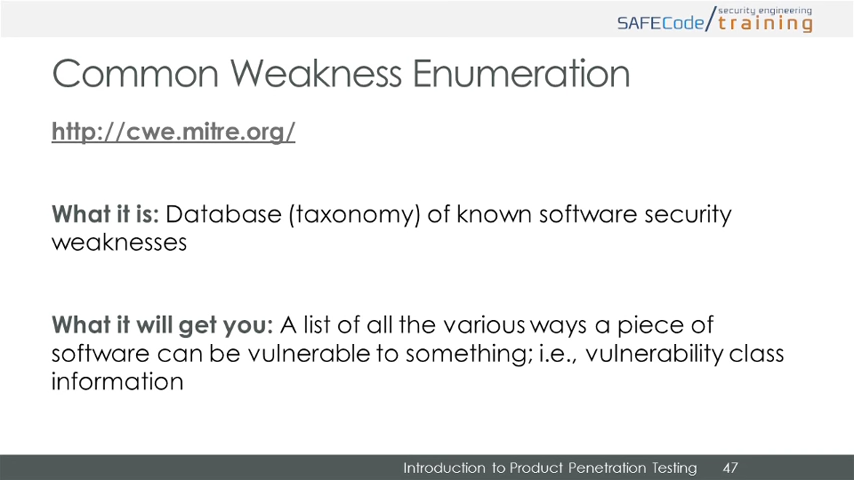 security engineering
SAFECode/training
Common Weakness Enumeration
http://cwe.mitre.org/
What it is: Database (taxonomy) of known software security
weaknesses
What it will get you: A list of all the various ways a piece of
software can be vulnerable to something; i.e., vulnerability class
information
Introduction to Product Penetration Testing 47